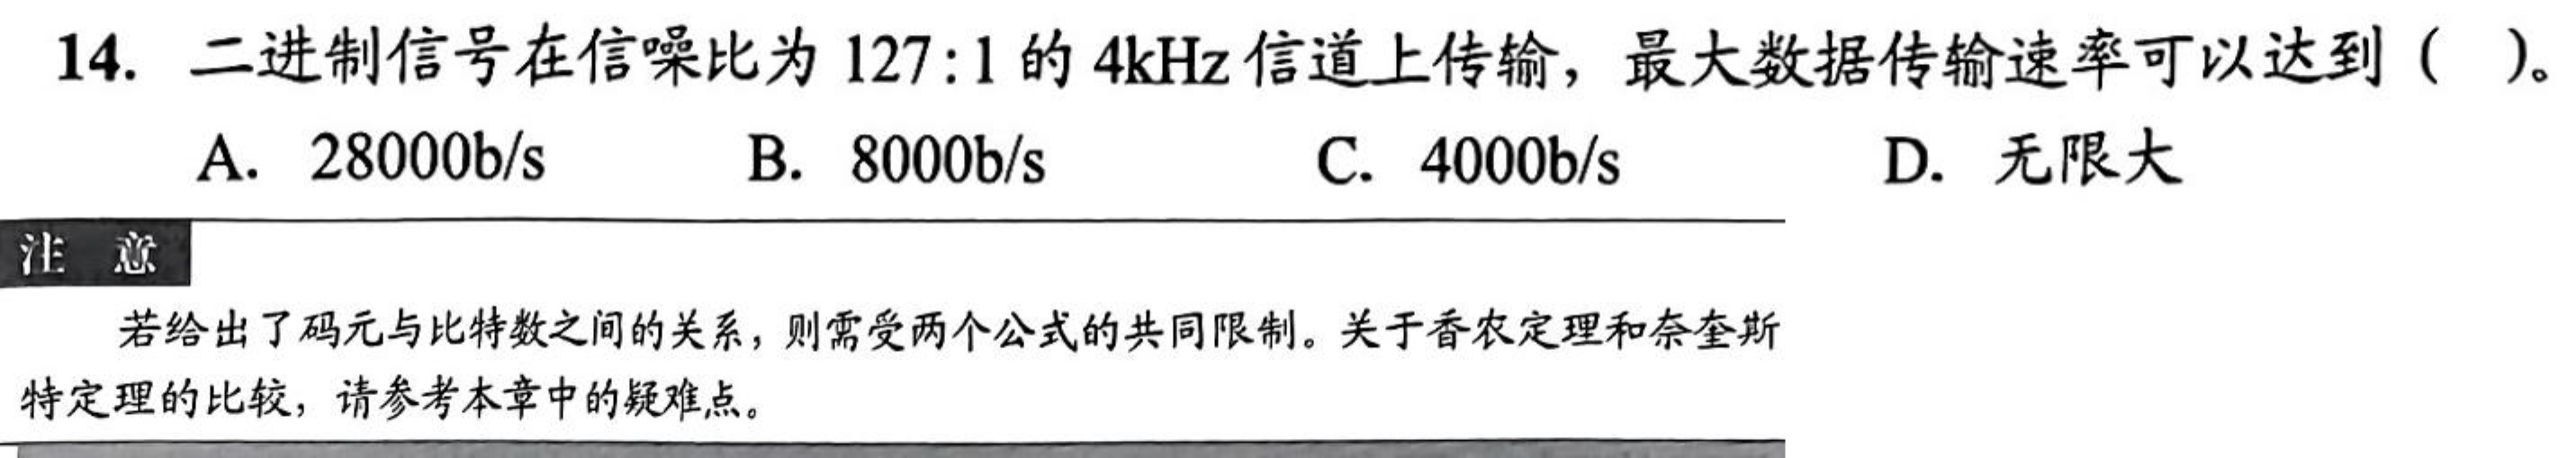 14. 二进制信号在信噪比为 127:1 的 4kHz 信道上传输，最大数据传输速率可以达到（ ）。
A. 28000b/s B. 8000b/s C. 4000b/s D. 无限大
注 意
若给出了码元与比特数之间的关系，则需受两个公式的共同限制。关于香农定理和奈奎斯
特定理的比较，请参考本章中的疑难点。